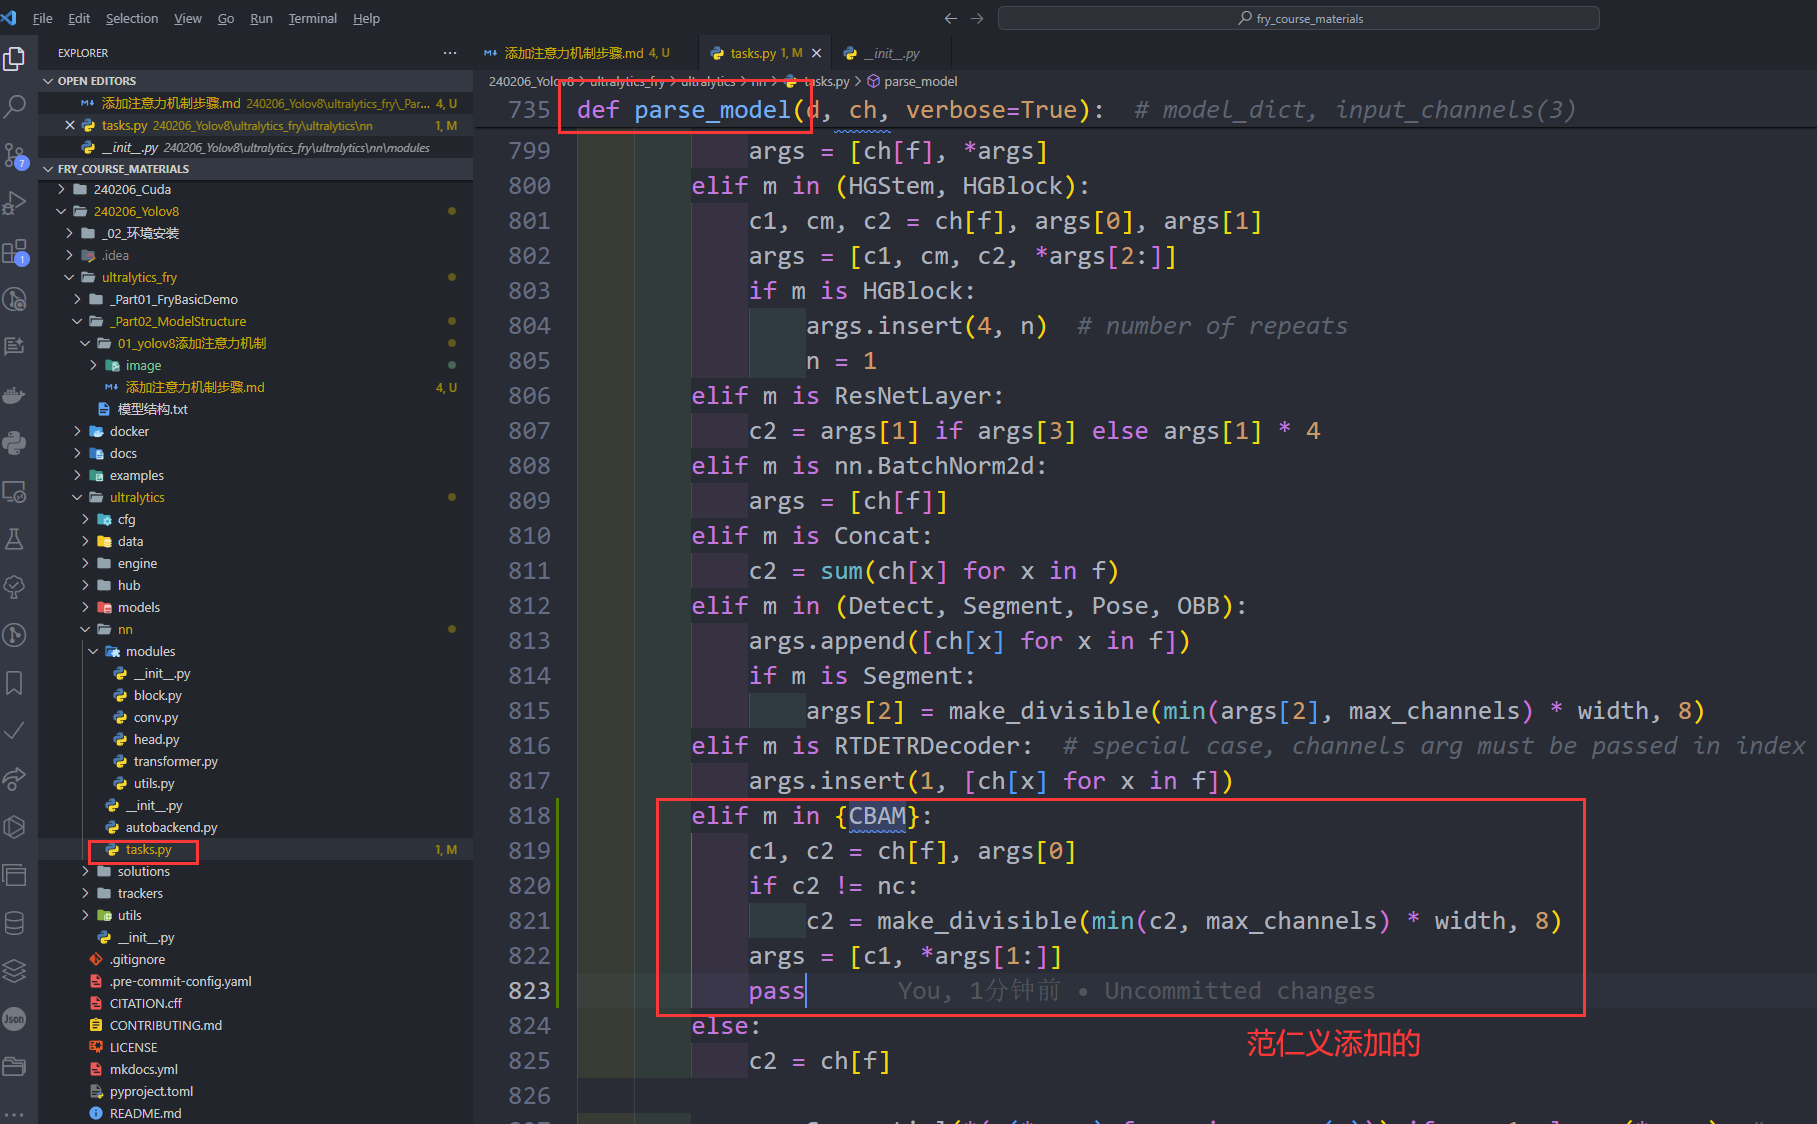 File Edit Selection View Go Run Terminal Help
fry_course_materials
EXPLORER
OPEN EDITORS
添加注意力机制步骤.md 240206_Yolov8\ultralytics_fry\_Par... 4, U
tasks.py 240206_Yolov8\ultralytics_fry\ultralytics\nn 1, M
__init__.py 240206_Yolov8\ultralytics_fry\ultralytics\nn\modules
FRY_COURSE_MATERIALS
240206_Cuda
240206_Yolov8
_02_环境安装
.idea
ultralytics_fry
_Part01_FryBasicDemo
_Part02_ModelStructure
01_yolov8添加注意力机制
image
添加注意力机制步骤.md 4, U
模型结构.txt
docker
docs
examples
ultralytics
cfg
data
engine
hub
models
nn
modules
__init__.py
block.py
conv.py
head.py
transformer.py
utils.py
__init__.py
autobackend.py
tasks.py 1, M
solutions
trackers
utils
__init__.py
.gitignore
.pre-commit-config.yaml
CITATION.cff
CONTRIBUTING.md
LICENSE
mkdocs.yml
pyproject.toml
README.md
7
1
Json
添加注意力机制步骤.md 4, U
tasks.py 1, M
__init__.py
240206_Yolov8 > ultralytics_fry > ultralytics > nn > tasks.py > parse_model
735 def parse_model(d, ch, verbose=True):  # model_dict, input_channels(3)
799 args = [ch[f], *args]
800 elif m in (HGStem, HGBlock):
801 c1, cm, c2 = ch[f], args[0], args[1]
802 args = [c1, cm, c2, *args[2:]]
803 if m is HGBlock:
804 args.insert(4, n)  # number of repeats
805 n = 1
806 elif m is ResNetLayer:
807 c2 = args[1] if args[3] else args[1] * 4
808 elif m is nn.BatchNorm2d:
809 args = [ch[f]]
810 elif m is Concat:
811 c2 = sum(ch[x] for x in f)
812 elif m in (Detect, Segment, Pose, OBB):
813 args.append([ch[x] for x in f])
814 if m is Segment:
815 args[2] = make_divisible(min(args[2], max_channels) * width, 8)
816 elif m is RTDETRDecoder:  # special case, channels arg must be passed in index
817 args.insert(1, [ch[x] for x in f])
818 elif m in {CBAM}:
819 c1, c2 = ch[f], args[0]
820 if c2 != nc:
821 c2 = make_divisible(min(c2, max_channels) * width, 8)
822 args = [c1, *args[1:]]
823 pass You, 1分钟前 • Uncommitted changes
824 else:
范仁义添加的
825 c2 = ch[f]
826